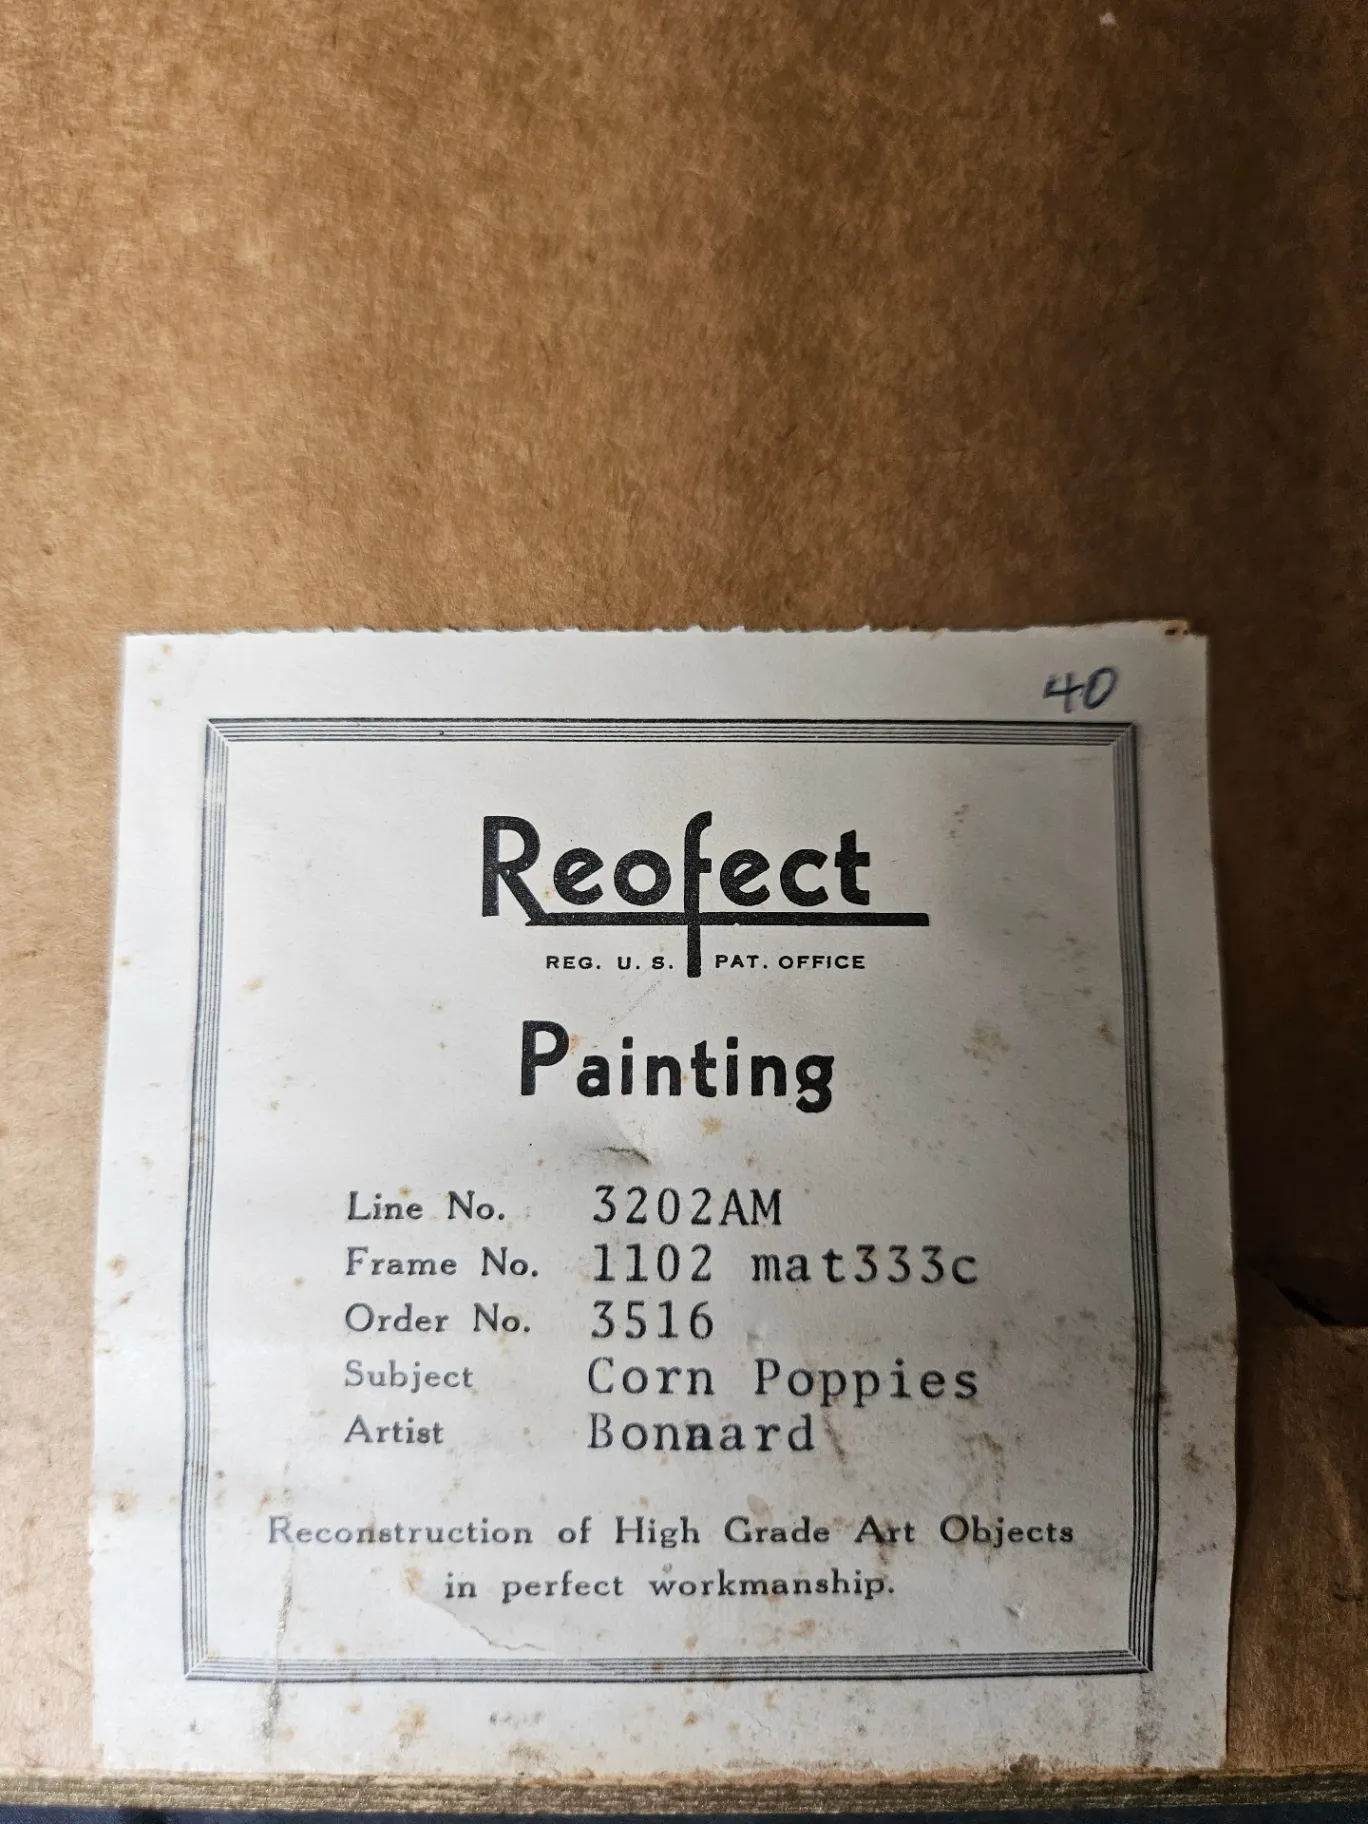 40
Reofect
REG. U. S. PAT. OFFICE
Painting
Line No. 3202AM
Frame No. 1102 mat333c
Order No. 3516
Subject Corn Poppies
Artist Bonnard
Reconstruction of High Grade Art Objects
in perfect workmanship.